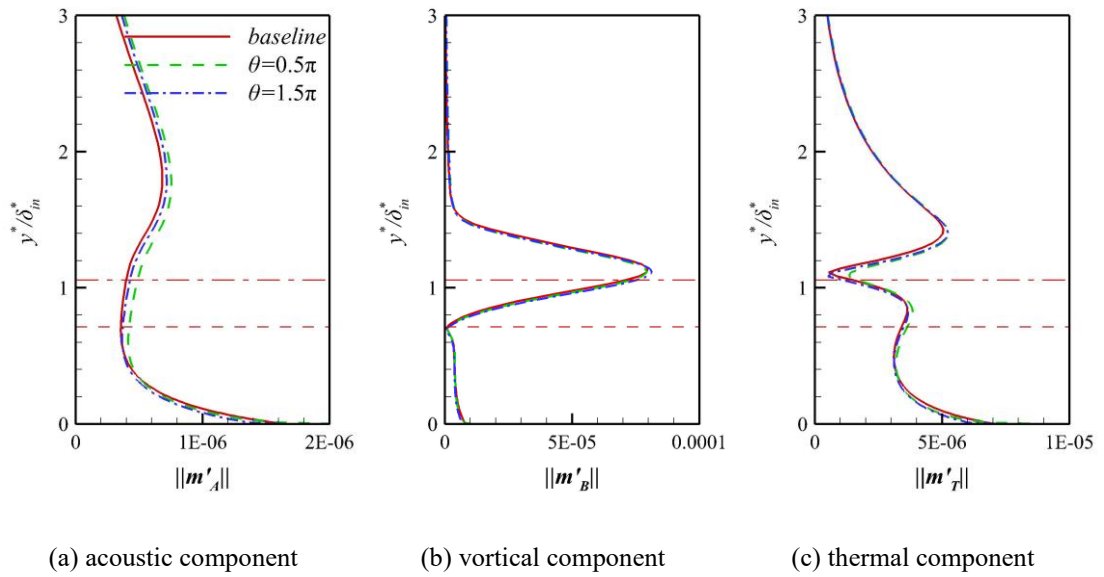 3
2
1
0
y*/δ*in
baseline
θ=0.5π
θ=1.5π
0
1E-06
2E-06
||m'A||
3
2
1
0
y*/δ*in
0
5E-05
0.0001
||m'B||
3
2
1
0
y*/δ*in
0
5E-06
1E-05
||m'T||
(a) acoustic component
(b) vortical component
(c) thermal component